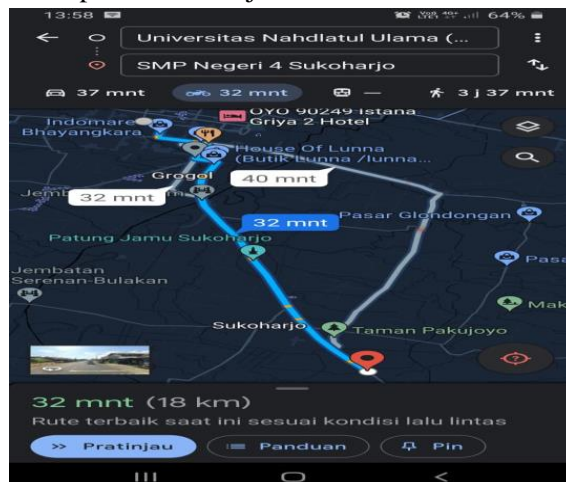 13:58 64%
Universitas Nahdlatul Ulama (...
SMP Negeri 4 Sukoharjo
37 mnt 32 mnt — 3 j 37 mnt
OYO 90249 Istana
Griya 2 Hotel
Indomare
Bhayangkara
House Of Lunna
(Butik Lunna /lunna...
Grogol
40 mnt
32 mnt
32 mnt
Pasar Glondongan
Patung Jamu Sukoharjo
Pasa
Jembatan
Serenan-Bulakan
Mak
Sukoharjo
Taman Pakujoyo
32 mnt (18 km)
Rute terbaik saat ini sesuai kondisi lalu lintas
Pratinjau Panduan Pin